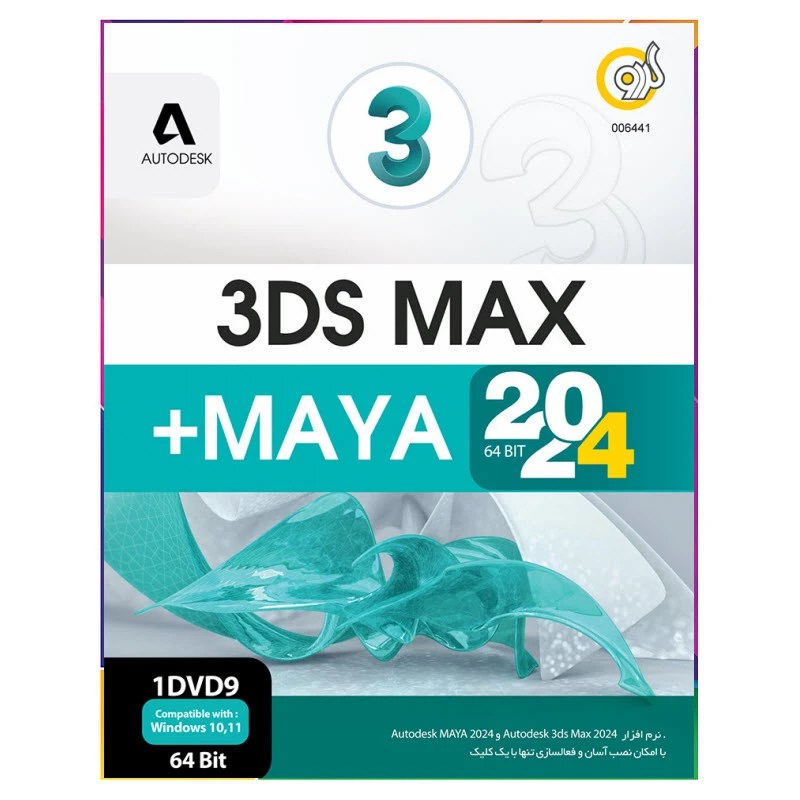 گردو
006441
AUTODESK
3
3DS MAX
+MAYA
2024
64 BIT
1DVD9
Compatible with :
Windows 10,11
64 Bit
. نرم افزار Autodesk 3ds Max 2024 و Autodesk MAYA 2024
با امکان نصب آسان و فعالسازی تنها با یک کلیک